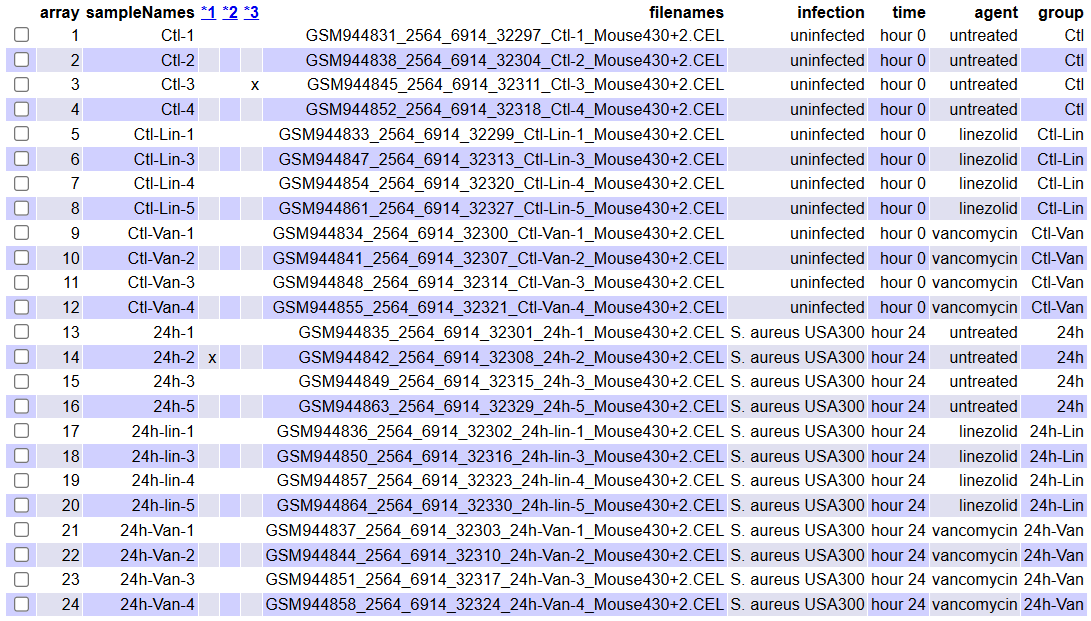 array sampleNames *1 *2 *3 filenames infection time agent group
1 Ctl-1 GSM944831_2564_6914_32297_Ctl-1_Mouse430+2.CEL uninfected hour 0 untreated Ctl
2 Ctl-2 GSM944838_2564_6914_32304_Ctl-2_Mouse430+2.CEL uninfected hour 0 untreated Ctl
3 Ctl-3 x GSM944845_2564_6914_32311_Ctl-3_Mouse430+2.CEL uninfected hour 0 untreated Ctl
4 Ctl-4 GSM944852_2564_6914_32318_Ctl-4_Mouse430+2.CEL uninfected hour 0 untreated Ctl
5 Ctl-Lin-1 GSM944833_2564_6914_32299_Ctl-Lin-1_Mouse430+2.CEL uninfected hour 0 linezolid Ctl-Lin
6 Ctl-Lin-3 GSM944847_2564_6914_32313_Ctl-Lin-3_Mouse430+2.CEL uninfected hour 0 linezolid Ctl-Lin
7 Ctl-Lin-4 GSM944854_2564_6914_32320_Ctl-Lin-4_Mouse430+2.CEL uninfected hour 0 linezolid Ctl-Lin
8 Ctl-Lin-5 GSM944861_2564_6914_32327_Ctl-Lin-5_Mouse430+2.CEL uninfected hour 0 linezolid Ctl-Lin
9 Ctl-Van-1 GSM944834_2564_6914_32300_Ctl-Van-1_Mouse430+2.CEL uninfected hour 0 vancomycin Ctl-Van
10 Ctl-Van-2 GSM944841_2564_6914_32307_Ctl-Van-2_Mouse430+2.CEL uninfected hour 0 vancomycin Ctl-Van
11 Ctl-Van-3 GSM944848_2564_6914_32314_Ctl-Van-3_Mouse430+2.CEL uninfected hour 0 vancomycin Ctl-Van
12 Ctl-Van-4 GSM944855_2564_6914_32321_Ctl-Van-4_Mouse430+2.CEL uninfected hour 0 vancomycin Ctl-Van
13 24h-1 GSM944835_2564_6914_32301_24h-1_Mouse430+2.CEL S. aureus USA300 hour 24 untreated 24h
14 24h-2 x GSM944842_2564_6914_32308_24h-2_Mouse430+2.CEL S. aureus USA300 hour 24 untreated 24h
15 24h-3 GSM944849_2564_6914_32315_24h-3_Mouse430+2.CEL S. aureus USA300 hour 24 untreated 24h
16 24h-5 GSM944863_2564_6914_32329_24h-5_Mouse430+2.CEL S. aureus USA300 hour 24 untreated 24h
17 24h-lin-1 GSM944836_2564_6914_32302_24h-lin-1_Mouse430+2.CEL S. aureus USA300 hour 24 linezolid 24h-Lin
18 24h-lin-3 GSM944850_2564_6914_32316_24h-lin-3_Mouse430+2.CEL S. aureus USA300 hour 24 linezolid 24h-Lin
19 24h-lin-4 GSM944857_2564_6914_32323_24h-lin-4_Mouse430+2.CEL S. aureus USA300 hour 24 linezolid 24h-Lin
20 24h-lin-5 GSM944864_2564_6914_32330_24h-lin-5_Mouse430+2.CEL S. aureus USA300 hour 24 linezolid 24h-Lin
21 24h-Van-1 GSM944837_2564_6914_32303_24h-Van-1_Mouse430+2.CEL S. aureus USA300 hour 24 vancomycin 24h-Van
22 24h-Van-2 GSM944844_2564_6914_32310_24h-Van-2_Mouse430+2.CEL S. aureus USA300 hour 24 vancomycin 24h-Van
23 24h-Van-3 GSM944851_2564_6914_32317_24h-Van-3_Mouse430+2.CEL S. aureus USA300 hour 24 vancomycin 24h-Van
24 24h-Van-4 GSM944858_2564_6914_32324_24h-Van-4_Mouse430+2.CEL S. aureus USA300 hour 24 vancomycin 24h-Van